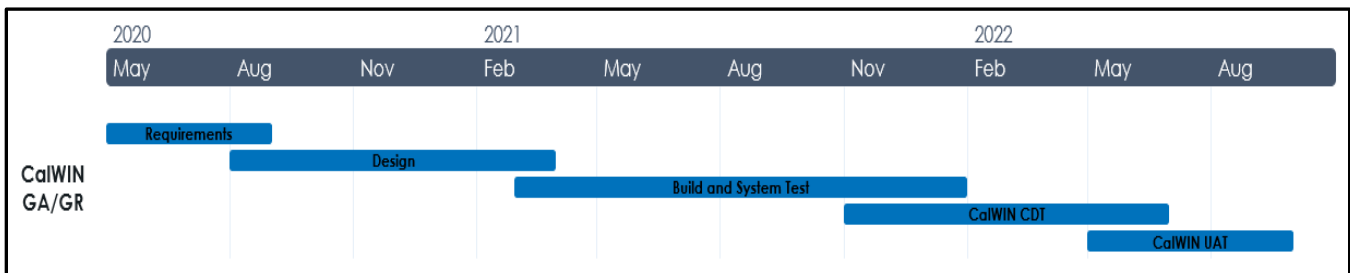 2020 2021 2022
May Aug Nov Feb May Aug Nov Feb May Aug
Requirements
Design
CalWIN
GA/GR
Build and System Test
CalWIN CDT
CalWIN UAT